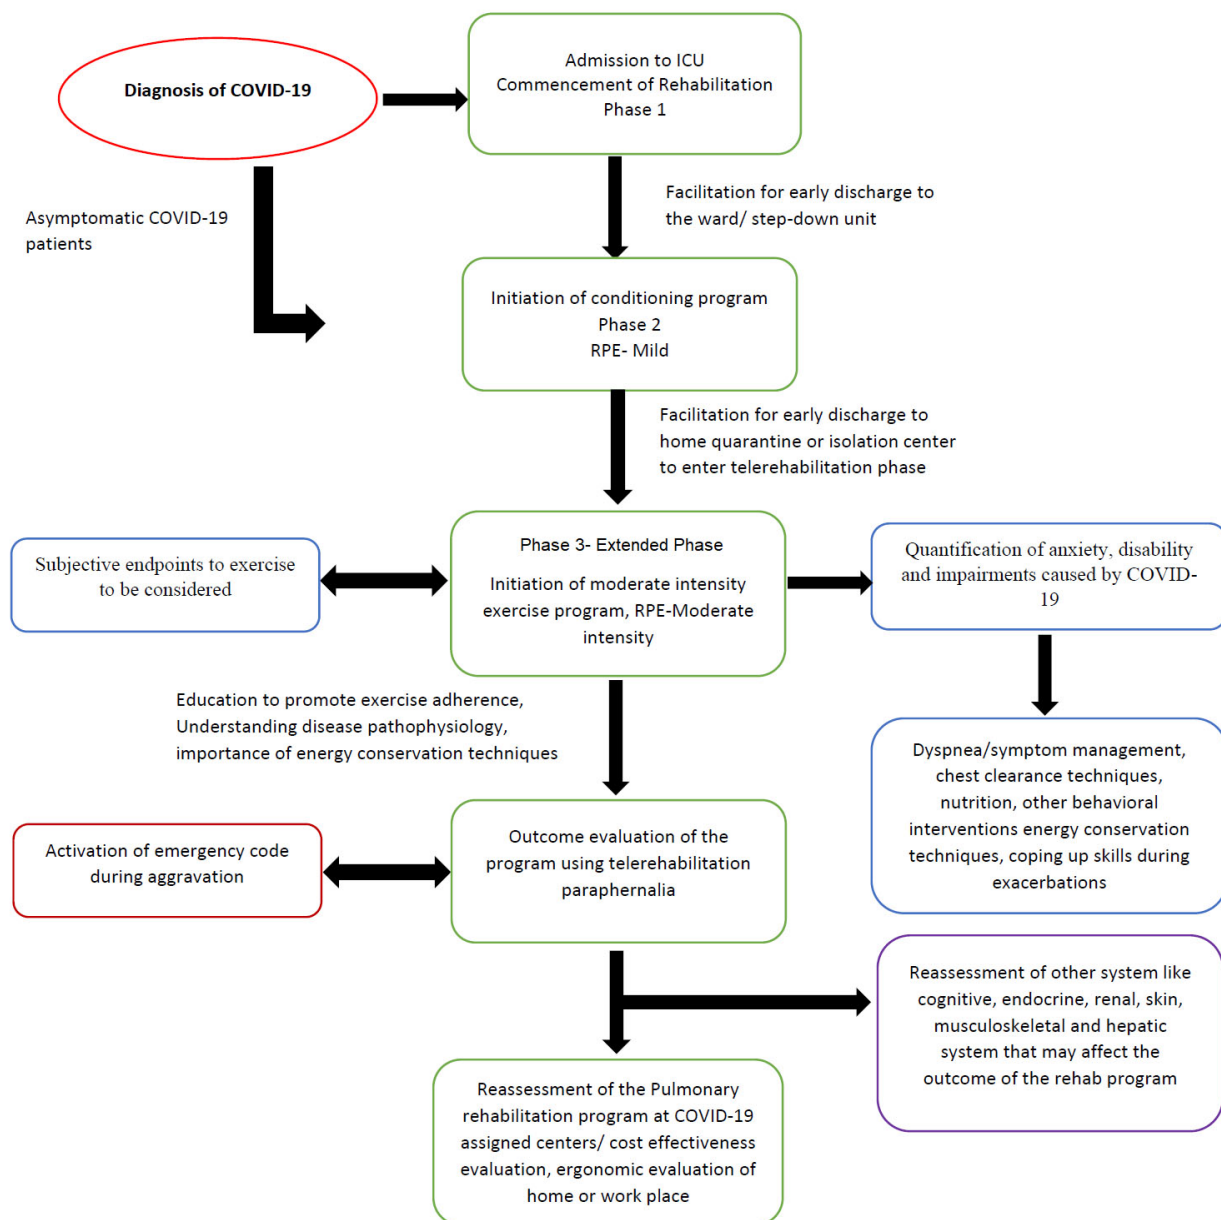 Diagnosis of COVID-19
Admission to ICU
Commencement of Rehabilitation
Phase 1
Asymptomatic COVID-19
patients
Facilitation for early discharge to
the ward/ step-down unit
Initiation of conditioning program
Phase 2
RPE- Mild
Facilitation for early discharge to
home quarantine or isolation center
to enter telerehabilitation phase
Subjective endpoints to exercise
to be considered
Phase 3- Extended Phase
Initiation of moderate intensity
exercise program, RPE-Moderate
intensity
Quantification of anxiety, disability
and impairments caused by COVID-
19
Education to promote exercise adherence,
Understanding disease pathophysiology,
importance of energy conservation techniques
Dyspnea/symptom management,
chest clearance techniques,
nutrition, other behavioral
interventions energy conservation
techniques, coping up skills during
exacerbations
Activation of emergency code
during aggravation
Outcome evaluation of the
program using telerehabilitation
paraphernalia
Reassessment of other system like
cognitive, endocrine, renal, skin,
musculoskeletal and hepatic
system that may affect the
outcome of the rehab program
Reassessment of the Pulmonary
rehabilitation program at COVID-19
assigned centers/ cost effectiveness
evaluation, ergonomic evaluation of
home or work place